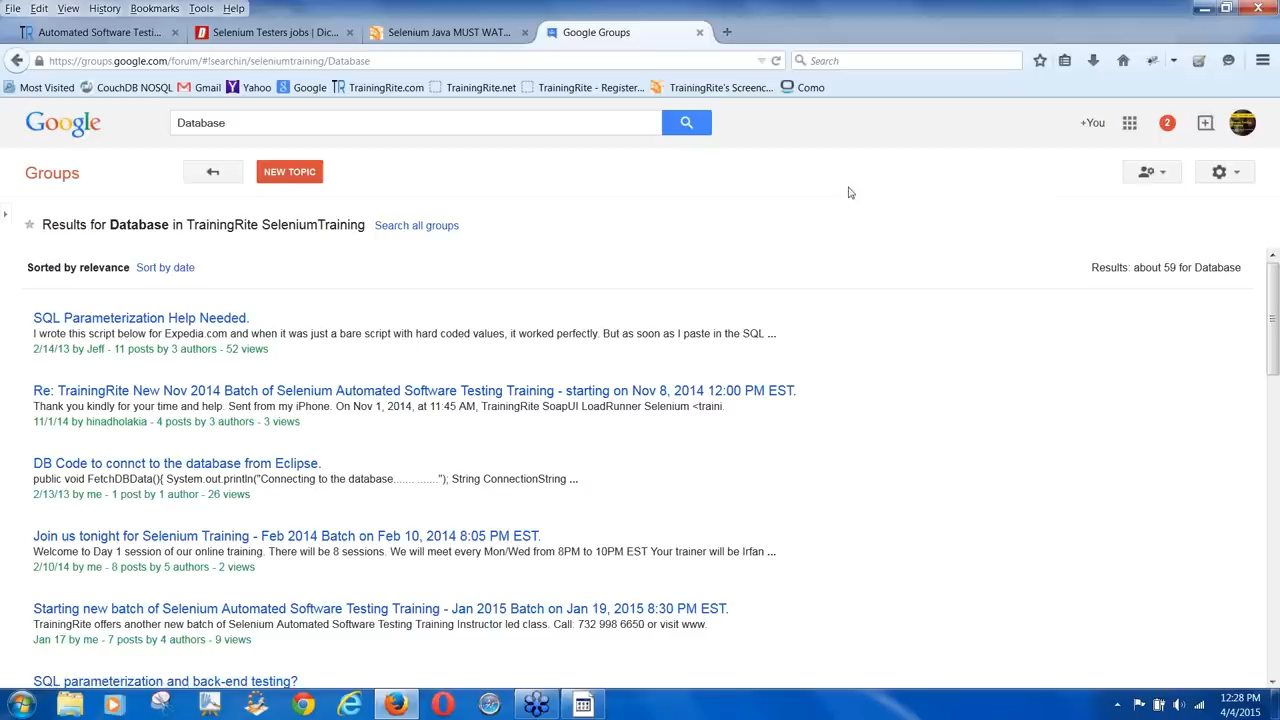 File Edit View History Bookmarks Tools Help
Automated Software Testi... Selenium Testers jobs | Dic... Selenium Java MUST WAT... Google Groups
https://groups.google.com/forum/#!searchin/seleniumtraining/Database Search
Most Visited CouchDB NOSQL Gmail Yahoo Google TrainingRite.com TrainingRite.net TrainingRite - Register... TrainingRite's Screenc... Como
Google Database +You 2
Groups NEW TOPIC
Results for Database in TrainingRite SeleniumTraining Search all groups
Sorted by relevance Sort by date Results: about 59 for Database
SQL Parameterization Help Needed.
I wrote this script below for Expedia.com and when it was just a bare script with hard coded values, it worked perfectly. But as soon as I paste in the SQL ...
2/14/13 by Jeff - 11 posts by 3 authors - 52 views
Re: TrainingRite New Nov 2014 Batch of Selenium Automated Software Testing Training - starting on Nov 8, 2014 12:00 PM EST.
Thank you kindly for your time and help. Sent from my iPhone. On Nov 1, 2014, at 11:45 AM, TrainingRite SoapUI LoadRunner Selenium <traini.
11/1/14 by hinadholakia - 4 posts by 3 authors - 3 views
DB Code to connct to the database from Eclipse.
public void FetchDBData(){ System.out.println("Connecting to the database....... ......."); String ConnectionString ...
2/13/13 by me - 1 post by 1 author - 26 views
Join us tonight for Selenium Training - Feb 2014 Batch on Feb 10, 2014 8:05 PM EST.
Welcome to Day 1 session of our online training. There will be 8 sessions. We will meet every Mon/Wed from 8PM to 10PM EST Your trainer will be Irfan ...
2/10/14 by me - 8 posts by 5 authors - 2 views
Starting new batch of Selenium Automated Software Testing Training - Jan 2015 Batch on Jan 19, 2015 8:30 PM EST.
TrainingRite offers another new batch of Selenium Automated Software Testing Training Instructor led class. Call: 732 998 6650 or visit www.
Jan 17 by me - 7 posts by 4 authors - 9 views
SQL parameterization and back-end testing?
12:28 PM
4/4/2015